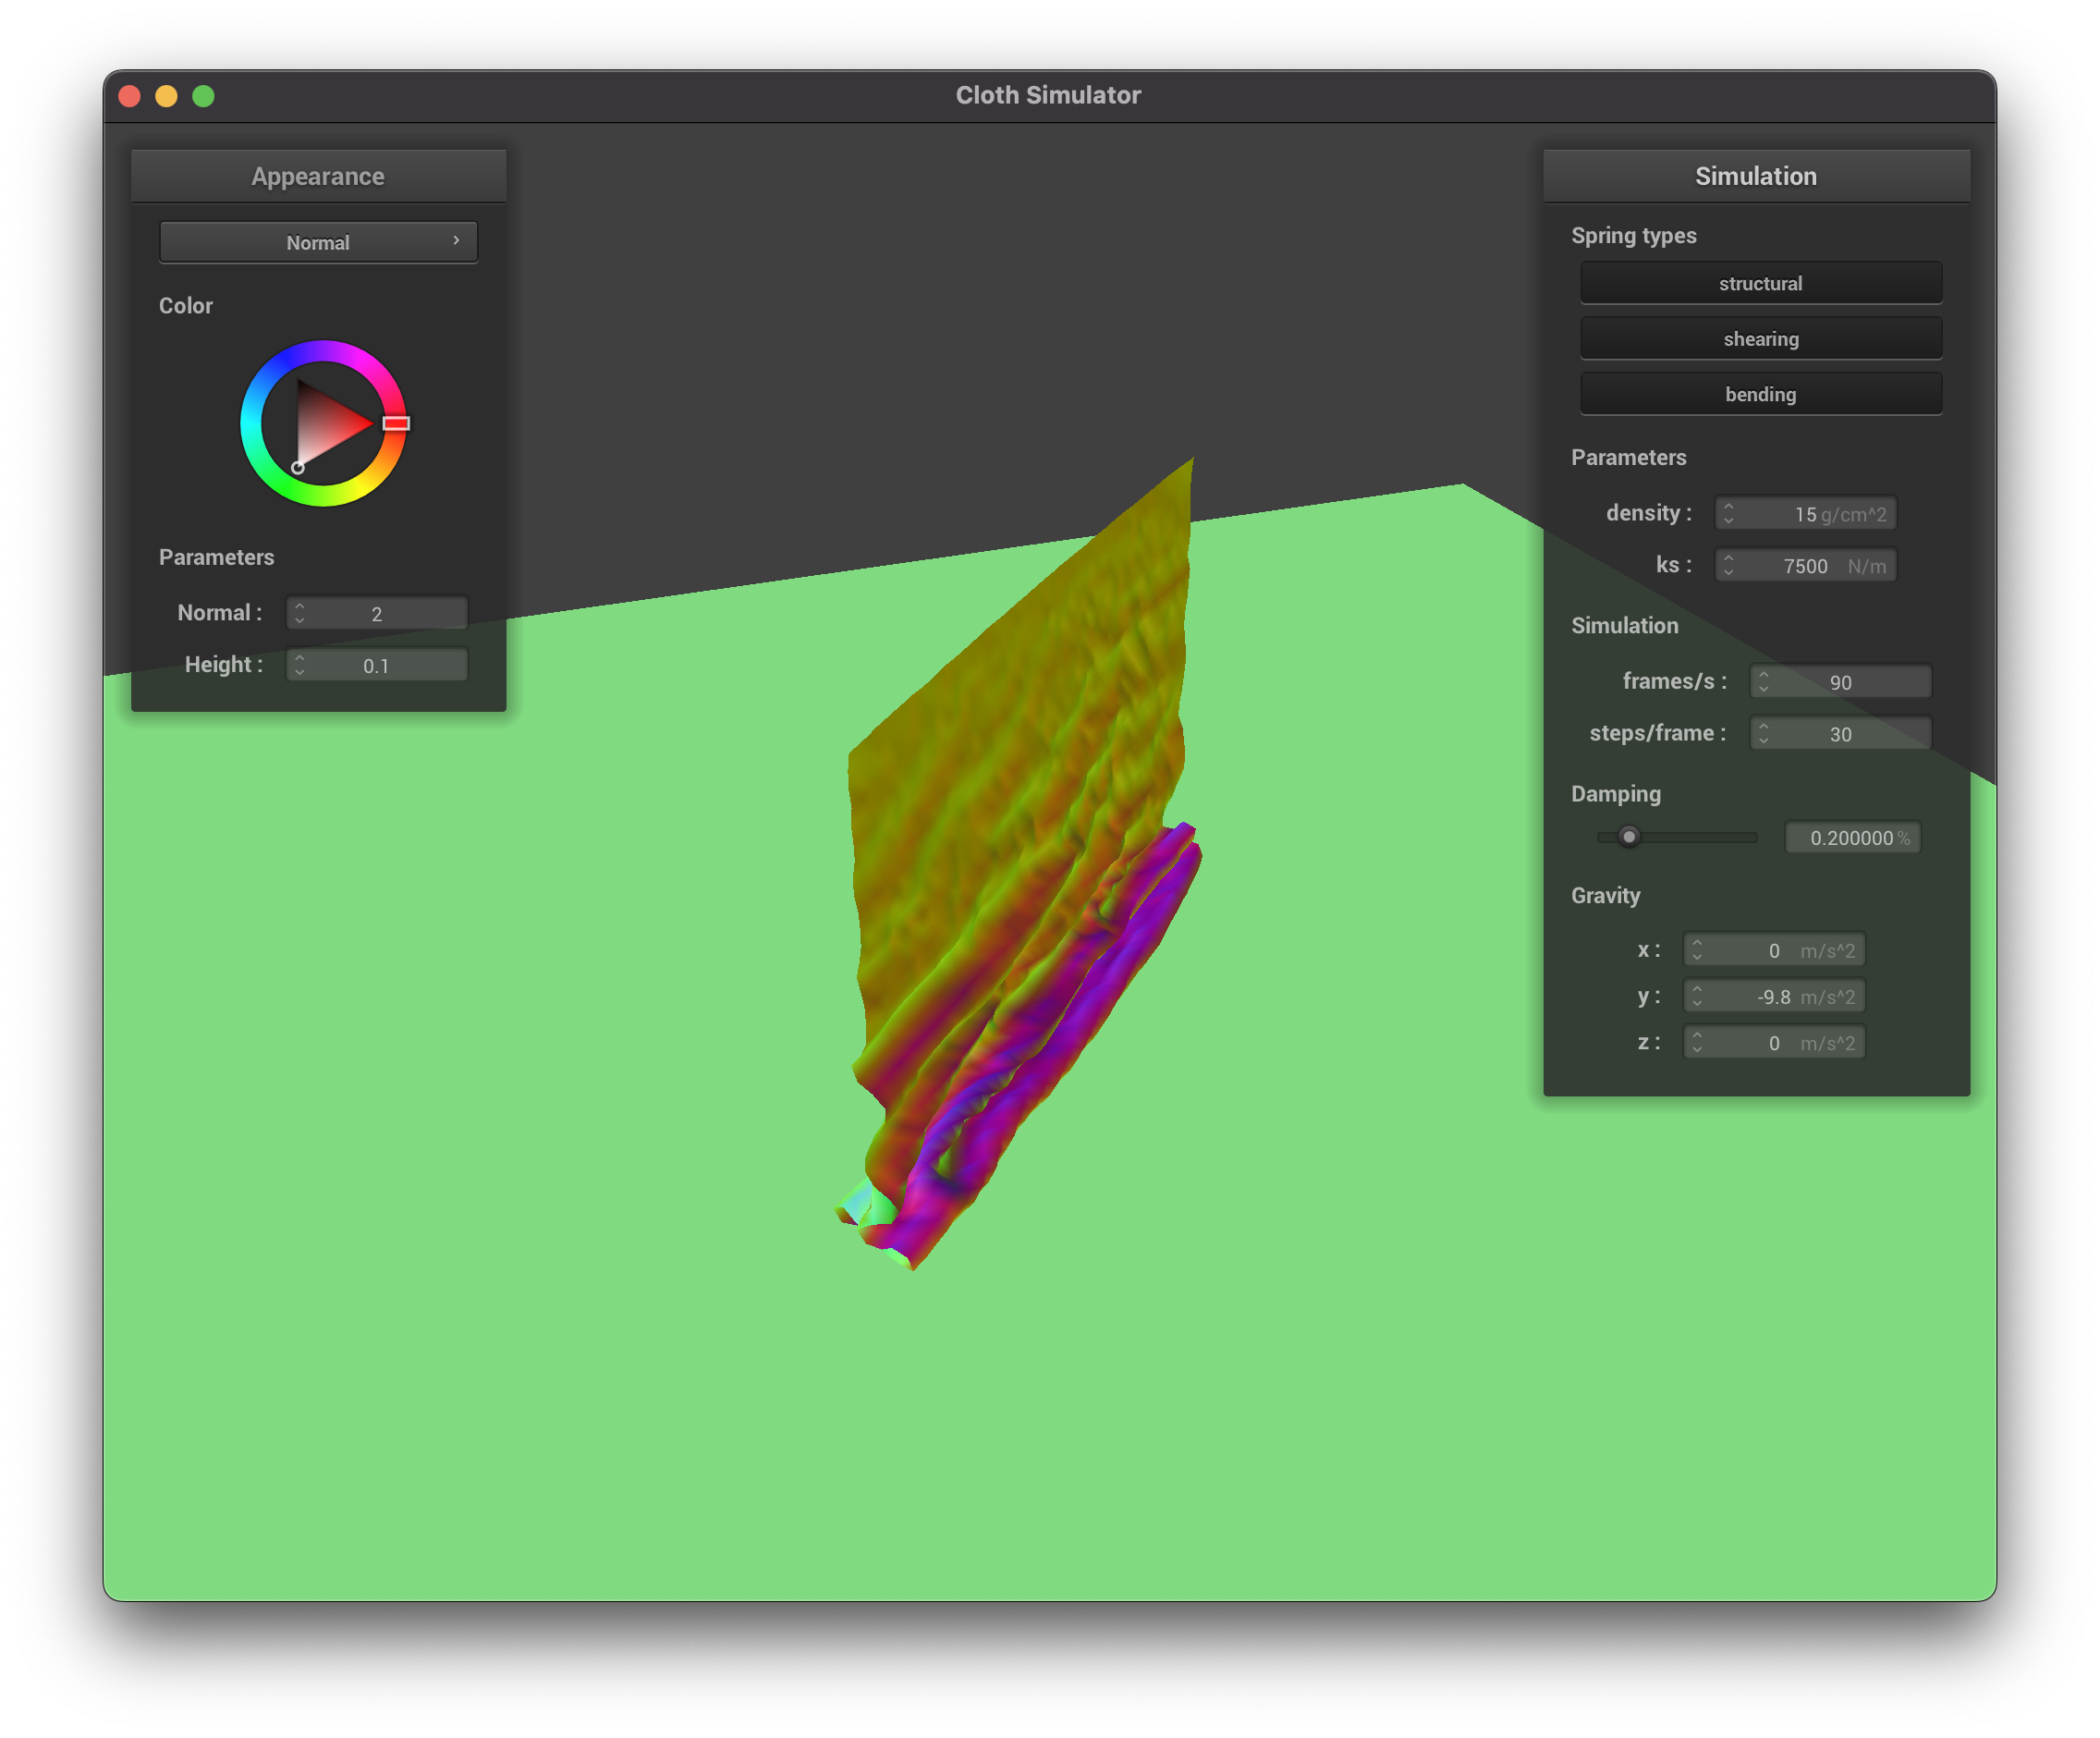 Cloth Simulator
Appearance
Normal
Color
Parameters
Normal : 2
Height : 0.1
Simulation
Spring types
structural
shearing
bending
Parameters
density : 15 g/cm^2
ks : 7500 N/m
Simulation
frames/s : 90
steps/frame : 30
Damping
0.200000 %
Gravity
x : 0 m/s^2
y : -9.8 m/s^2
z : 0 m/s^2